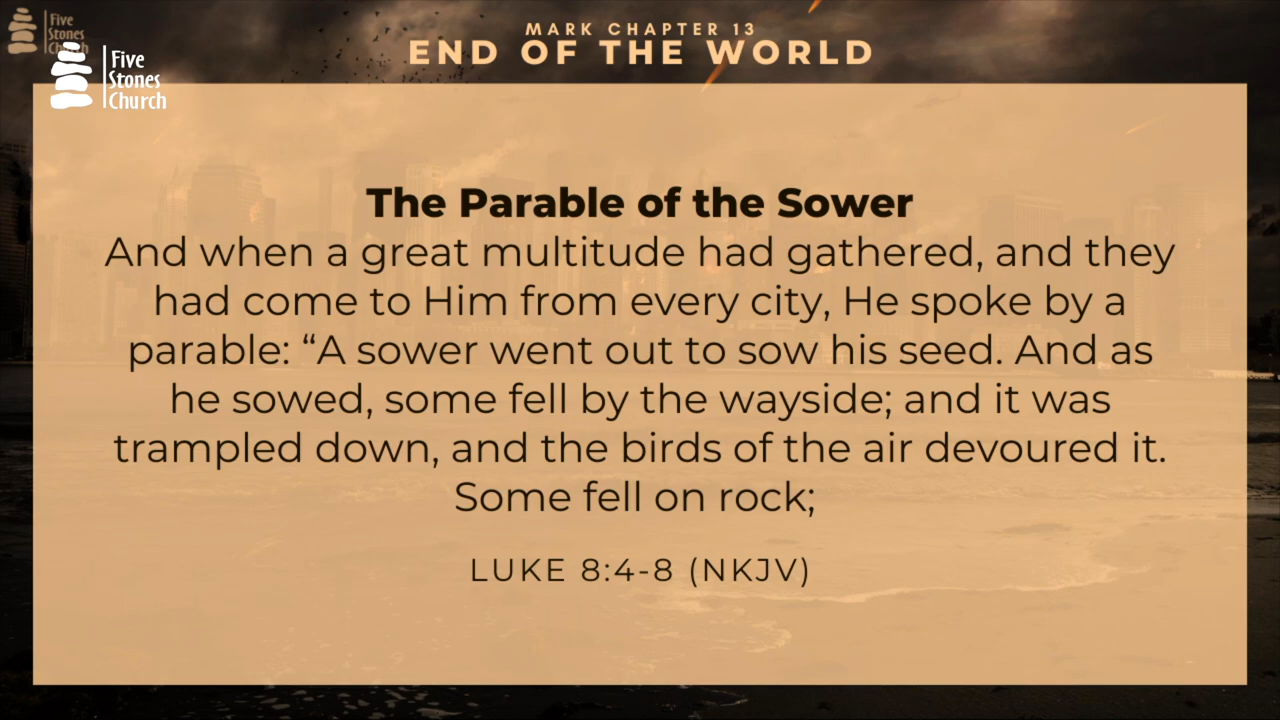 Five
Stones
Church
Five
Stones
Church
MARK CHAPTER 13
END OF THE WORLD
The Parable of the Sower
And when a great multitude had gathered, and they
had come to Him from every city, He spoke by a
parable: “A sower went out to sow his seed. And as
he sowed, some fell by the wayside; and it was
trampled down, and the birds of the air devoured it.
Some fell on rock;
LUKE 8:4-8 (NKJV)